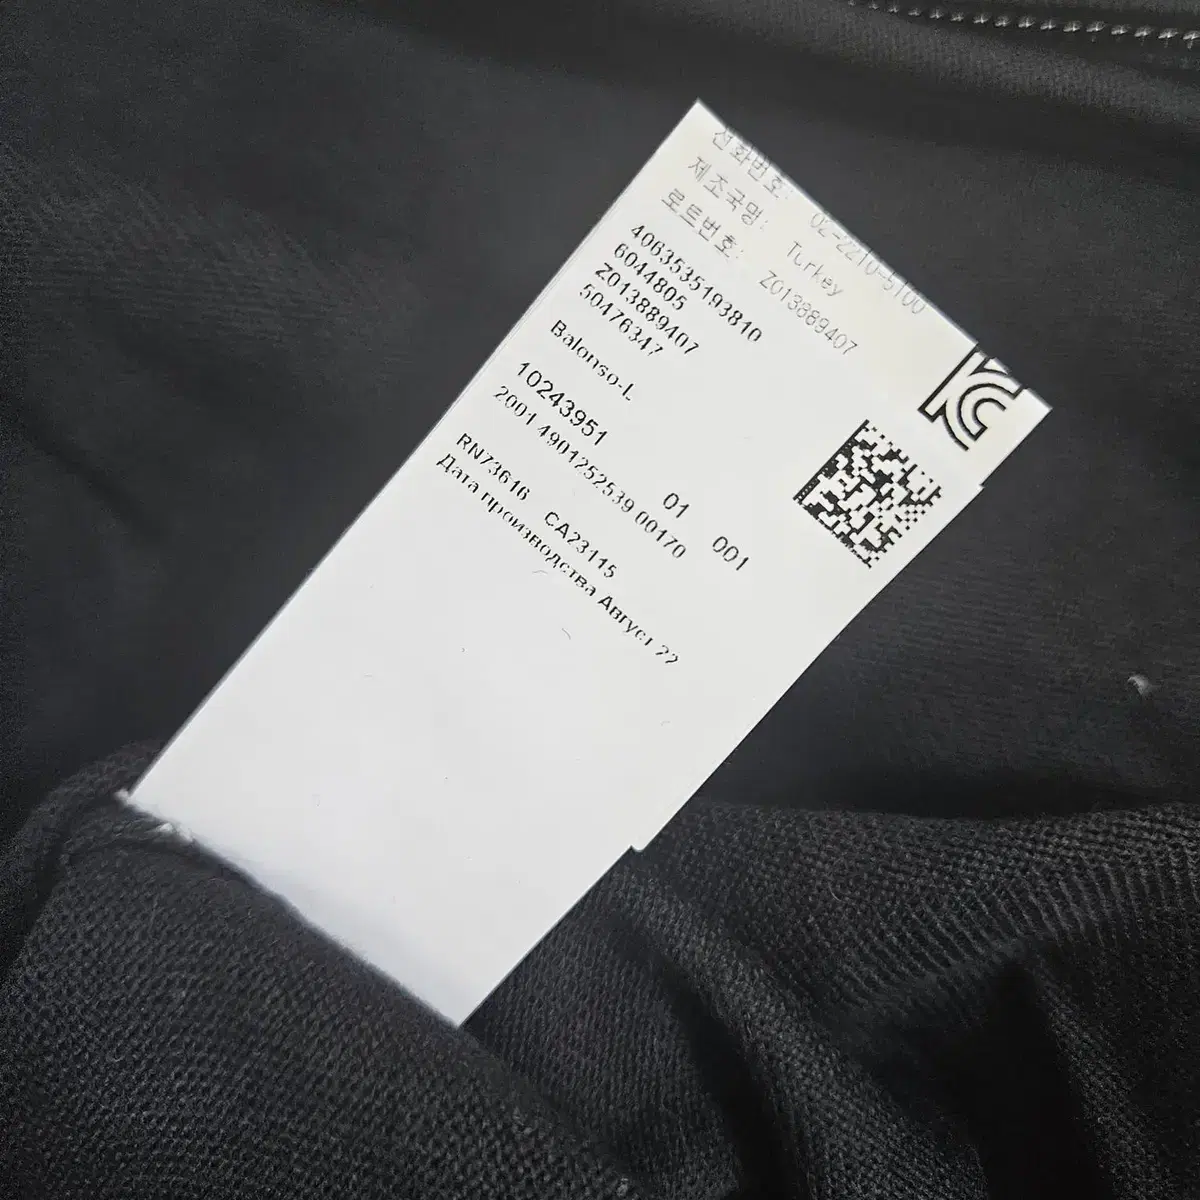 전화번호: 02-2210-5100
제조국명: Turkey
로트번호: Z013889407
4063535193810
6044805
Z013889407
50476347
Balonso-L
10243951 01 001
2001 4901252539 00170
RN73616 CA23115
Дата производства Август 22